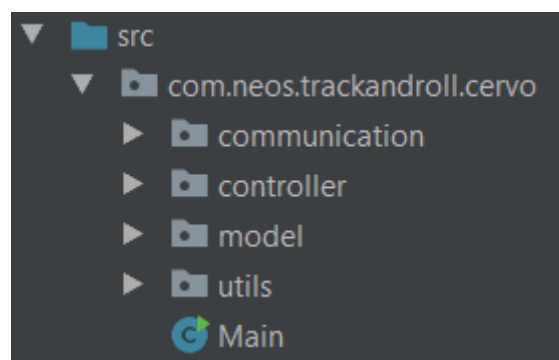 src
com.neos.trackandroll.cervo
communication
controller
model
utils
C Main